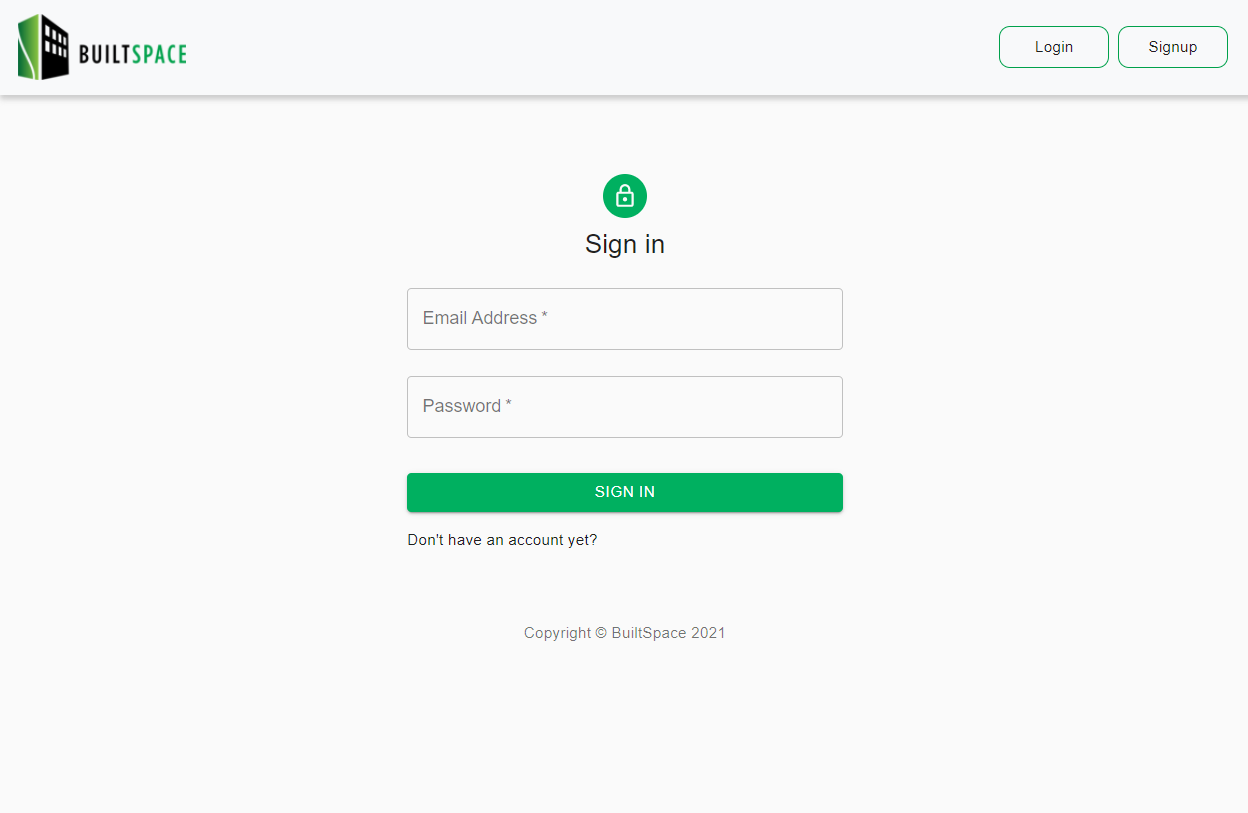 BUILTSPACE
Login
Signup
Sign in
Email Address *
Password *
SIGN IN
Don't have an account yet?
Copyright © BuiltSpace 2021